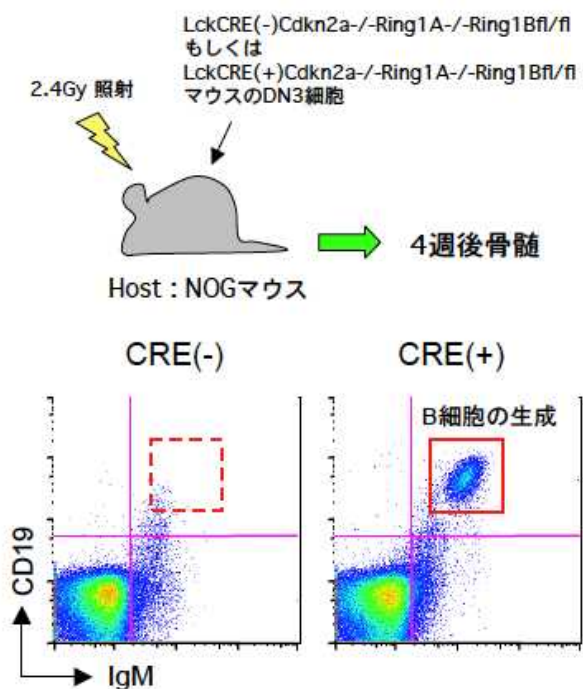 LckCRE(-)Cdkn2a-/-Ring1A-/-Ring1Bfl/fl
もしくは
LckCRE(+)Cdkn2a-/-Ring1A-/-Ring1Bfl/fl
マウスのDN3細胞
2.4Gy 照射
4週後骨髄
Host : NOGマウス
CRE(-)
CRE(+)
B細胞の生成
CD19
IgM